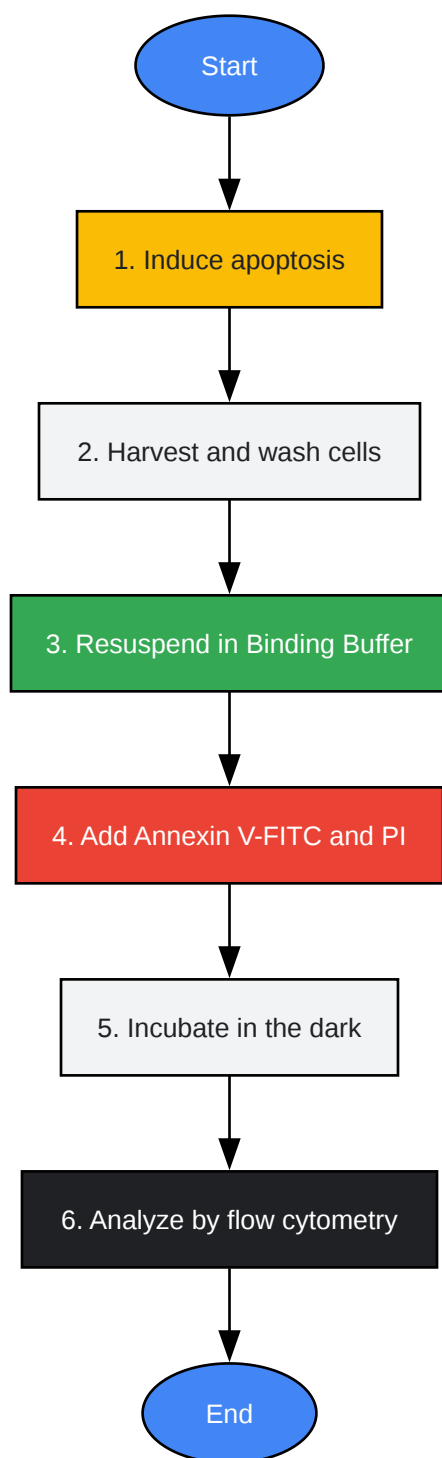 Start
1. Induce apoptosis
2. Harvest and wash cells
3. Resuspend in Binding Buffer
4. Add Annexin V-FITC and PI
5. Incubate in the dark
6. Analyze by flow cytometry
End